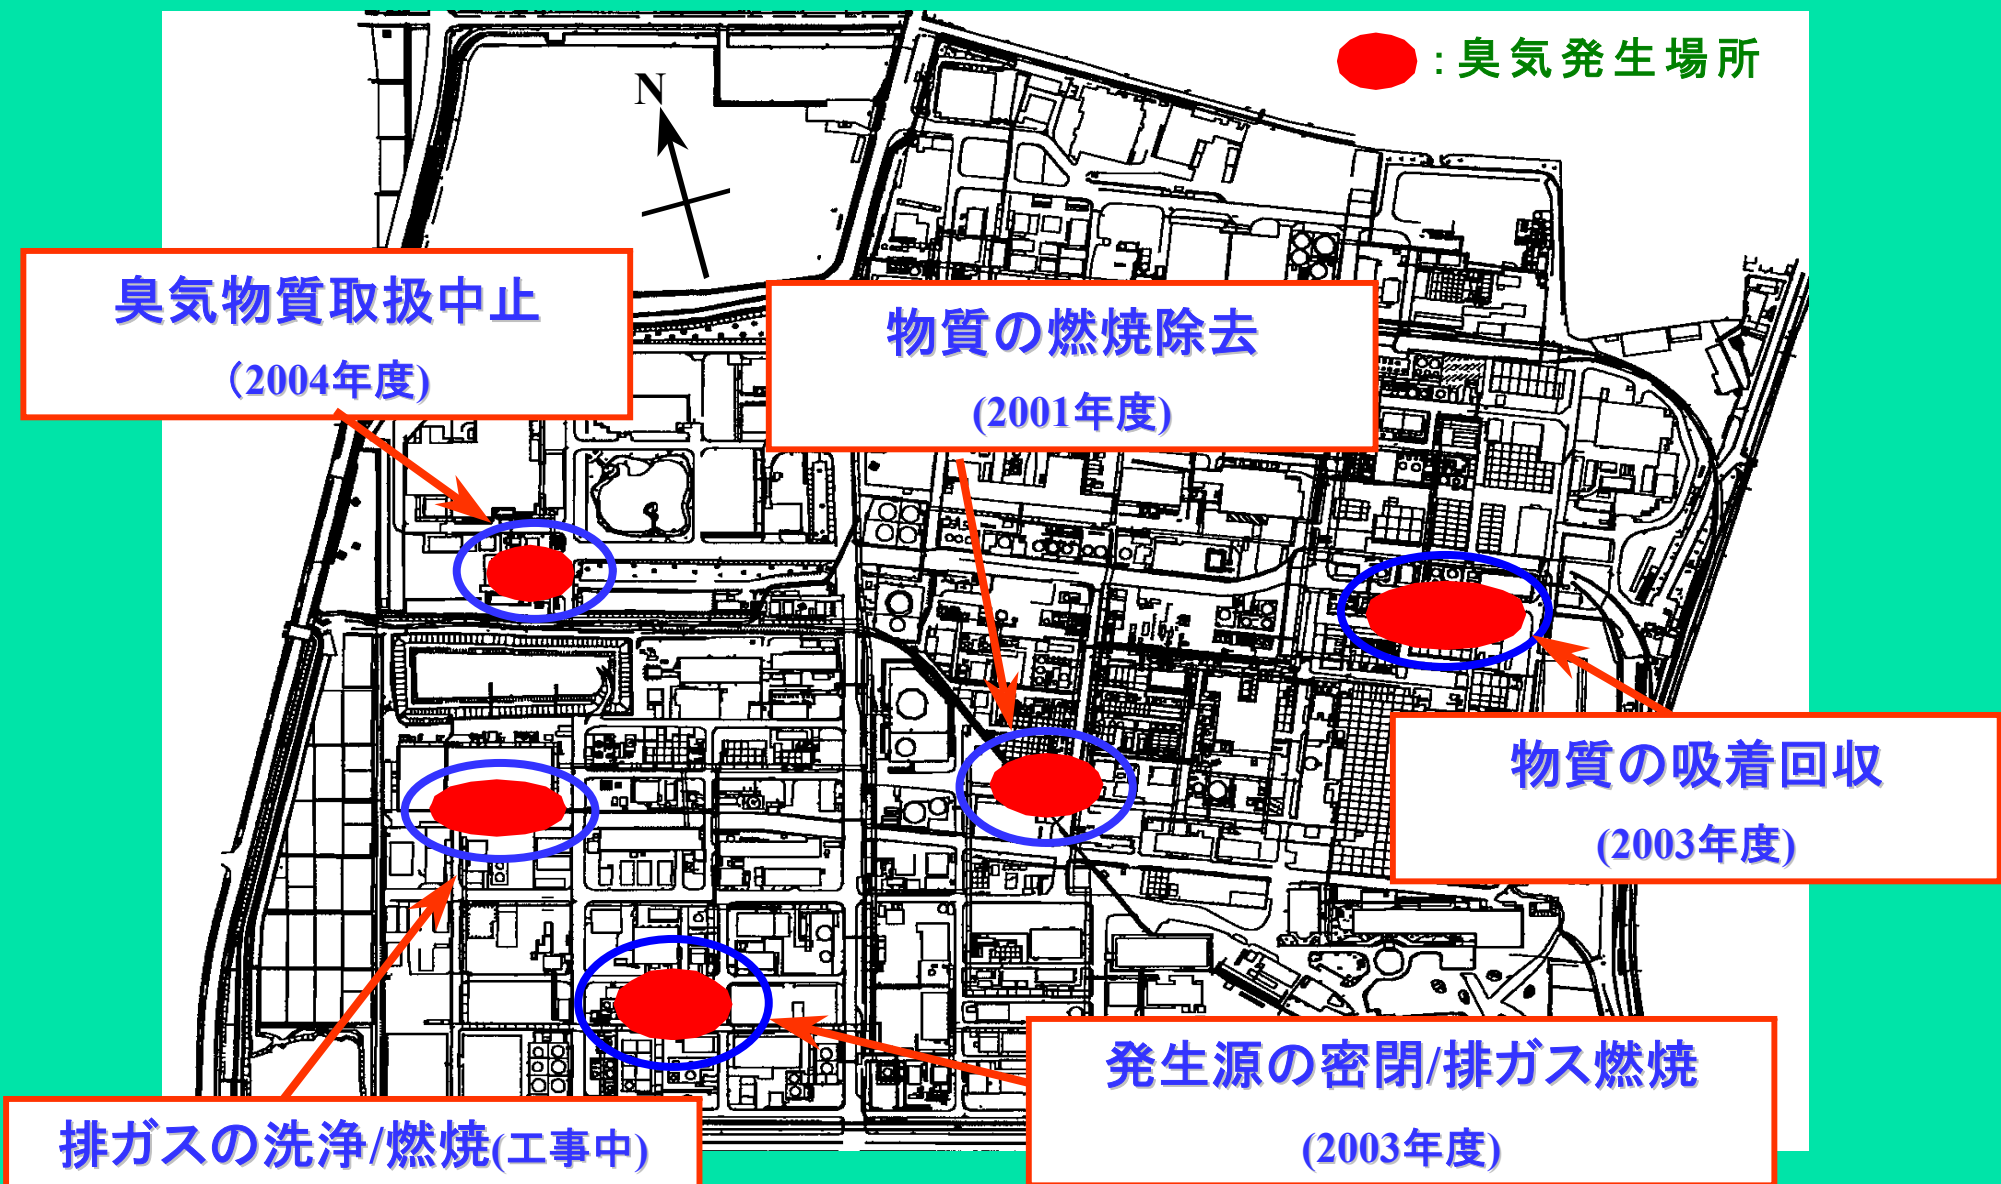 :臭気発生場所
N
臭気物質取扱中止
(2004年度)
物質の燃焼除去
(2001年度)
物質の吸着回収
(2003年度)
発生源の密閉/排ガス燃焼
(2003年度)
排ガスの洗浄/燃焼(工事中)